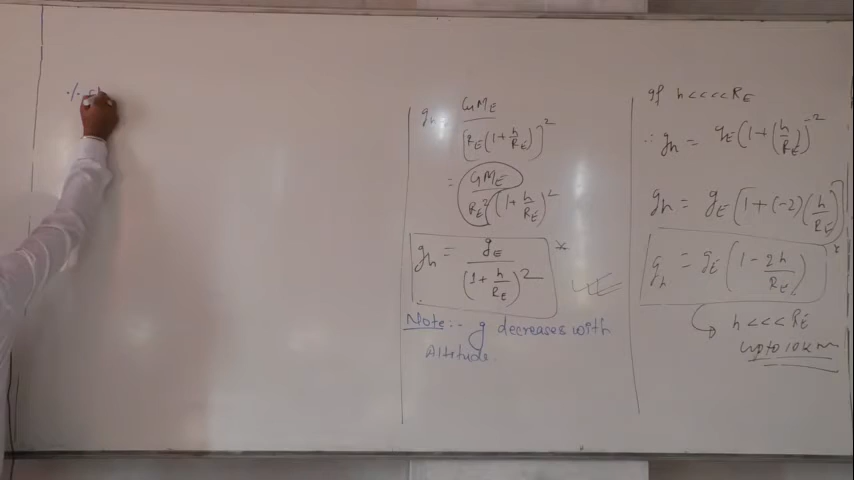 ·/·
g_h = GM_E / [R_E(1 + h/R_E)]^2
= GM_E / R_E^2 (1 + h/R_E)^2
g_h = g_E / (1 + h/R_E)^2 *
Note:- g decreases with
Altitude.
If h <<<< R_E
∴ g_h = g_E (1 + (h/R_E))^-2
g_h = g_E (1 + (-2)(h/R_E))
g_h = g_E (1 - 2h/R_E) *
h <<< R_E
upto 10 km